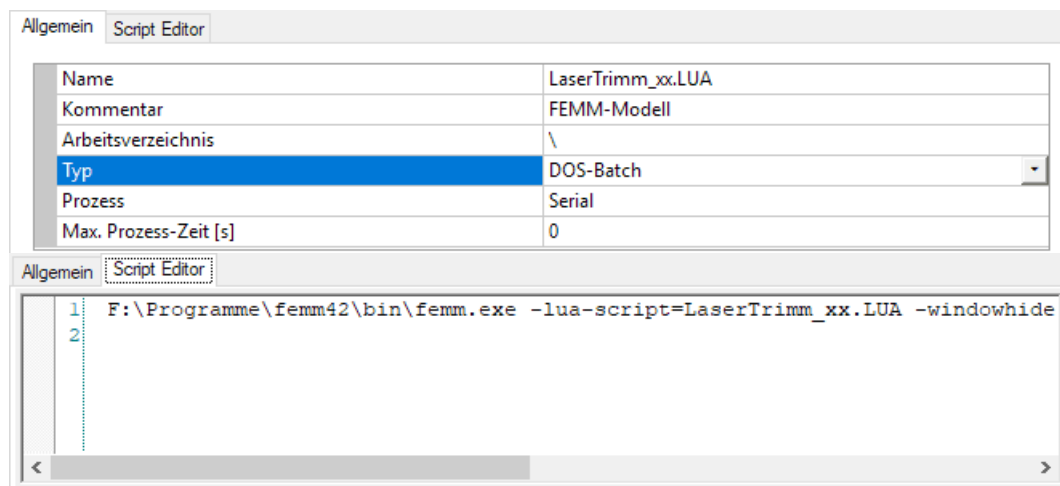 Allgemein Script Editor
Name LaserTrimm_xx.LUA
Kommentar FEMM-Modell
Arbeitsverzeichnis \
Typ DOS-Batch
Prozess Serial
Max. Prozess-Zeit [s] 0
Allgemein Script Editor
1 F:\Programme\femm42\bin\femm.exe -lua-script=LaserTrimm_xx.LUA -windowhide
2